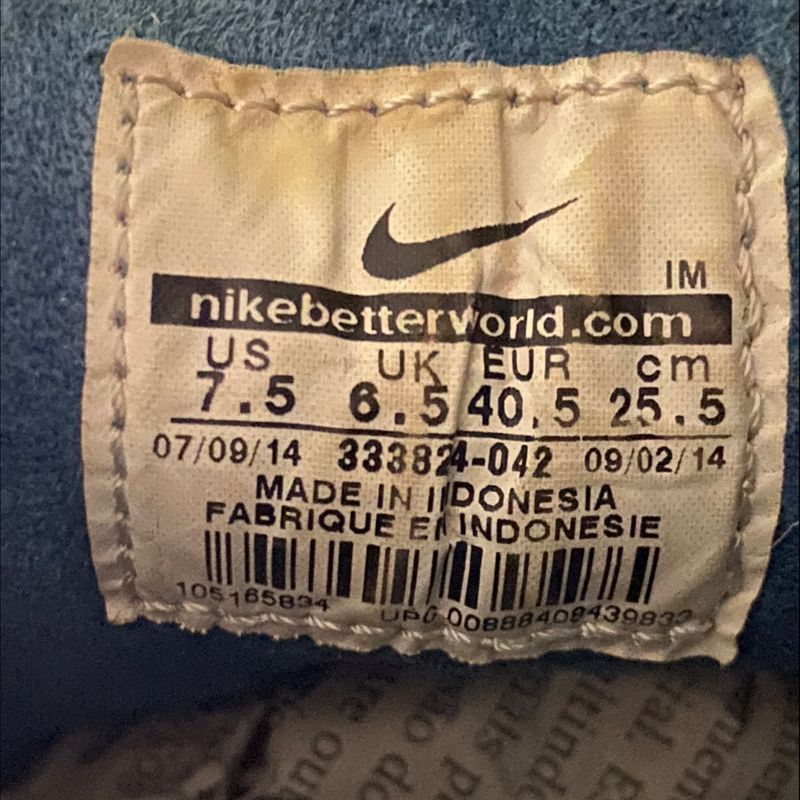 IM
nikebetterworld.com
US UK EUR cm
7.5 6.5 40.5 25.5
07/09/14 333824-042 09/02/14
MADE IN INDONESIA
FABRIQUE EN INDONESIE
105165834
UPC 00888409439833